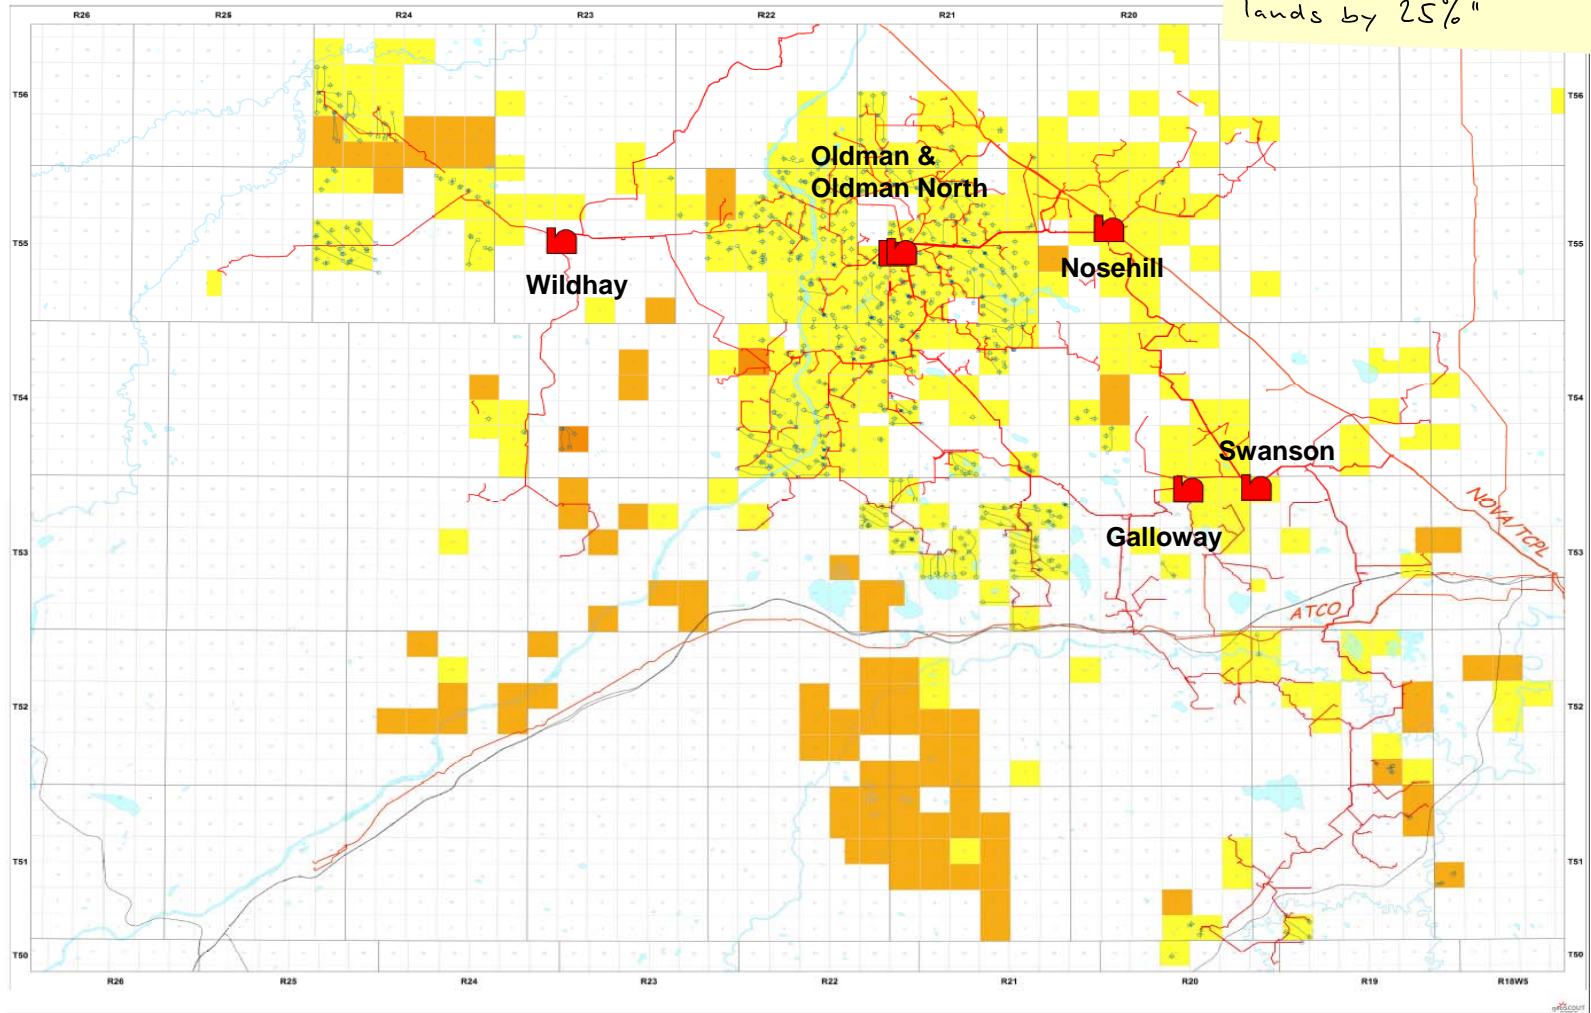 R26 R25 R24 R23 R22 R21 R20
lands by 25%"
T56 T56
Oldman &
Oldman North
T55 T55
Wildhay
Nosehill
T54 T54
Swanson
NOVA/TCPL
Galloway
T53 T53
ATCO
T52 T52
T51 T51
T50 T50
R26 R25 R24 R23 R22 R21 R20 R19 R18W5